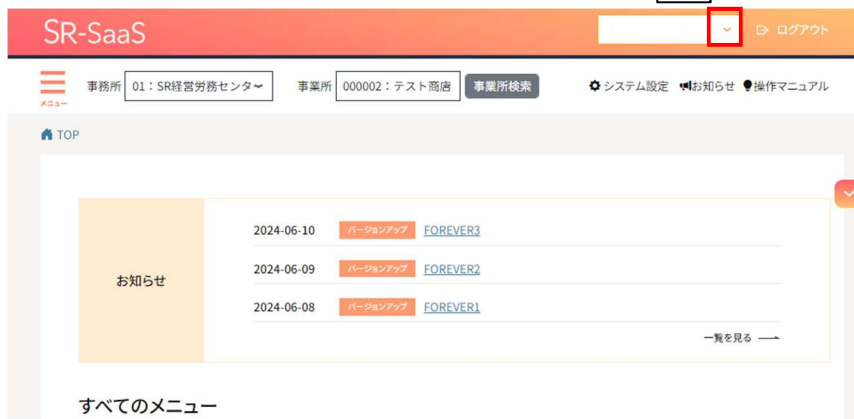 SR-SaaS
ログアウト
メニュー
事務所 01：SR経営労務センター 事業所 000002：テスト商店 事業所検索 システム設定 お知らせ 操作マニュアル
TOP
お知らせ
2024-06-10 バージョンアップ FOREVER3
2024-06-09 バージョンアップ FOREVER2
2024-06-08 バージョンアップ FOREVER1
一覧を見る
すべてのメニュー